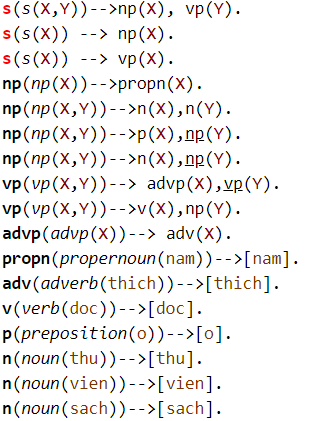 s(s(X,Y))-->np(X), vp(Y).
s(s(X)) --> np(X).
s(s(X)) --> vp(X).
np(np(X))-->propn(X).
np(np(X,Y))-->n(X),n(Y).
np(np(X,Y))-->p(X),np(Y).
np(np(X,Y))-->n(X),np(Y).
vp(vp(X,Y))--> advp(X),vp(Y).
vp(vp(X,Y))-->v(X),np(Y).
advp(advp(X))--> adv(X).
propn(propernoun(nam))-->[nam].
adv(adverb(thich))-->[thich].
v(verb(doc))-->[doc].
p(preposition(o))-->[o].
n(noun(thu))-->[thu].
n(noun(vien))-->[vien].
n(noun(sach))-->[sach].